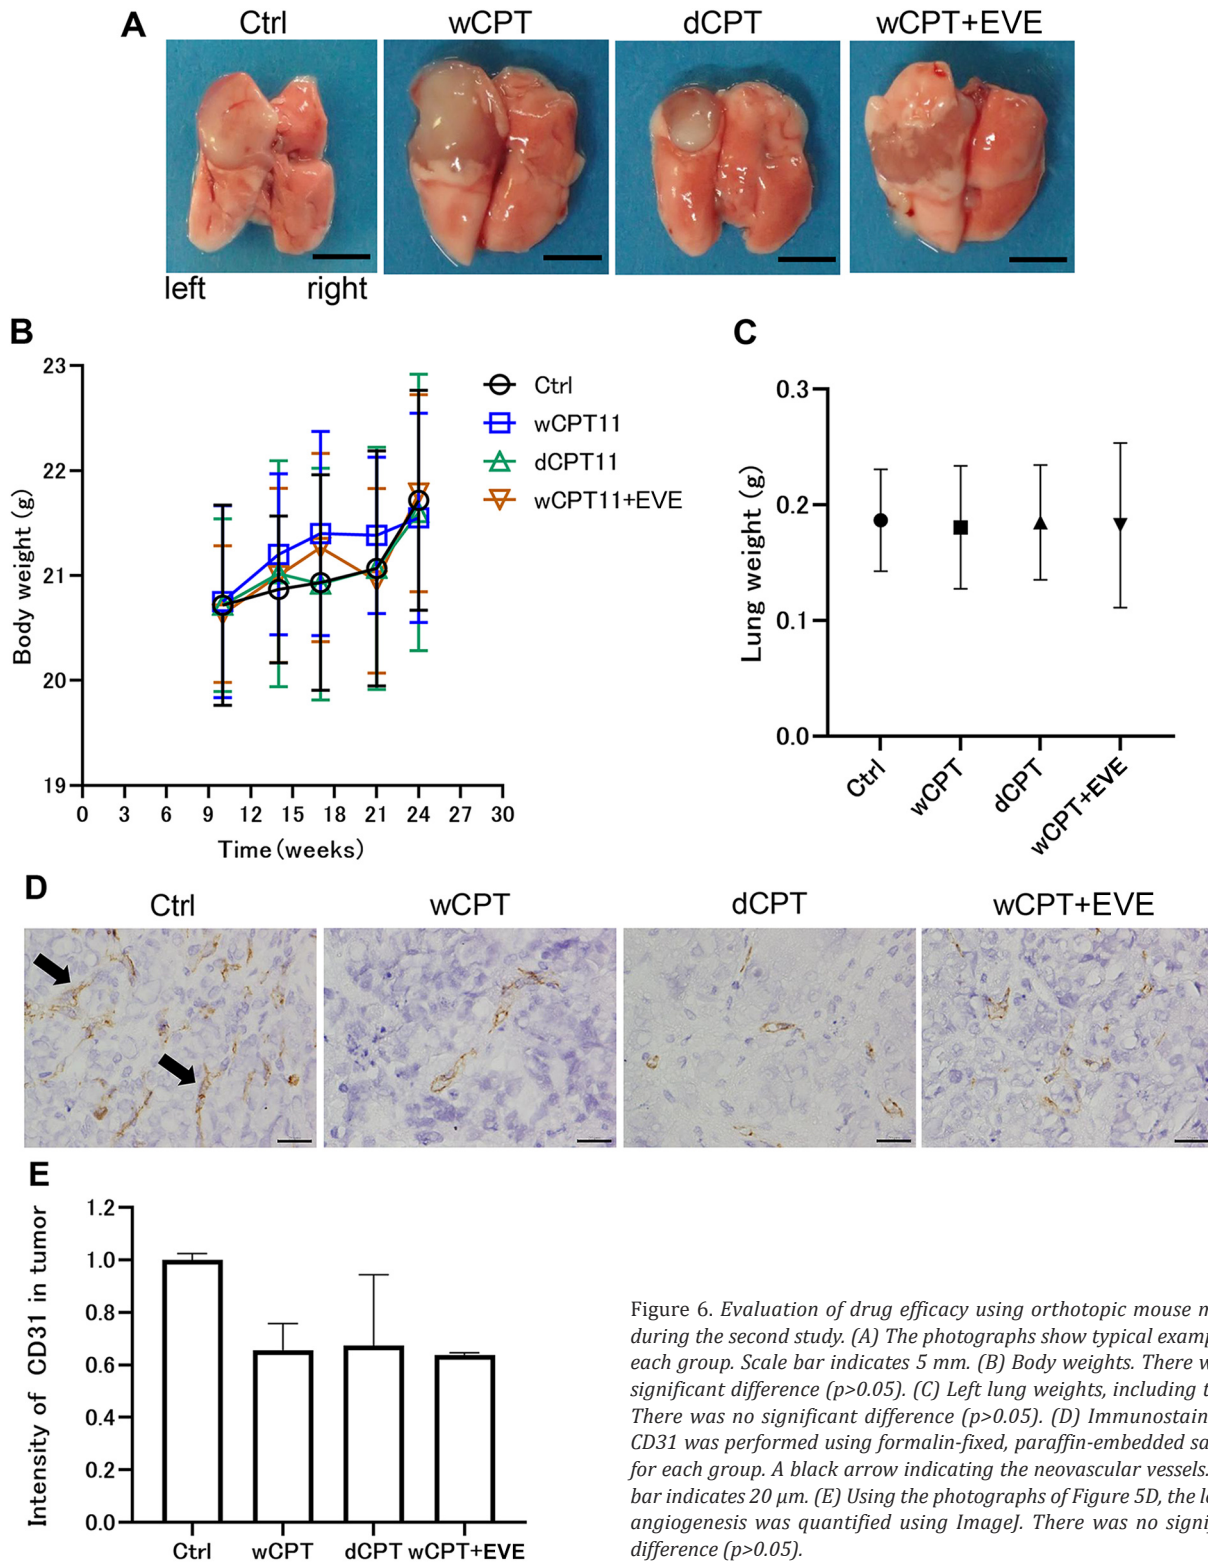 A
Ctrl
wCPT
dCPT
wCPT+EVE
left
right
B
23
22
21
20
19
Body weight (g)
0 3 6 9 12 15 18 21 24 27 30
Time (weeks)
Ctrl
wCPT11
dCPT11
wCPT11+EVE
C
0.3
0.2
0.1
0.0
Lung weight (g)
Ctrl
wCPT
dCPT
wCPT+EVE
D
Ctrl
wCPT
dCPT
wCPT+EVE
E
1.2
1.0
0.8
0.6
0.4
0.2
0.0
Intensity of CD31 in tumor
Ctrl wCPT dCPT wCPT+EVE
Figure 6. Evaluation of drug efficacy using orthotopic mouse
during the second study. (A) The photographs show typical
each group. Scale bar indicates 5 mm. (B) Body weights. There
significant difference (p>0.05). (C) Left lung weights, including
There was no significant difference (p>0.05). (D)
CD31 was performed using formalin-fixed, paraffin-embedded
for each group. A black arrow indicating the neovascular vessels.
bar indicates 20 µm. (E) Using the photographs of Figure 5D, the
angiogenesis was quantified using ImageJ. There was no
difference (p>0.05).